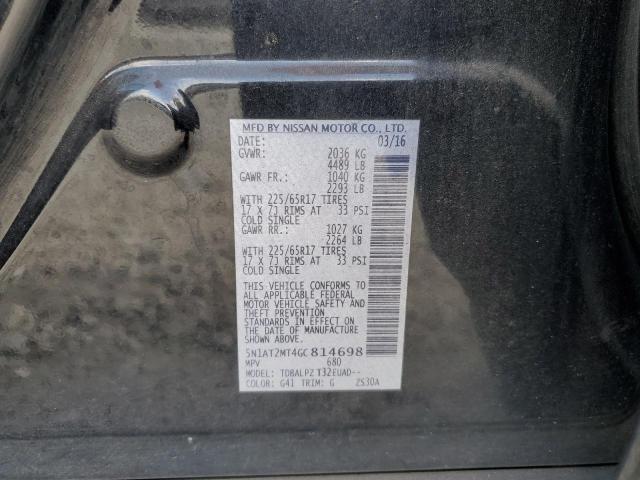 MFD BY NISSAN MOTOR CO., LTD.
DATE: 03/16
GVWR: 2036 KG
4489 LB
GAWR FR.: 1040 KG
2293 LB
WITH 225/65R17 TIRES
17 X 7J RIMS AT 33 PSI
COLD SINGLE
GAWR RR.: 1027 KG
2264 LB
WITH 225/65R17 TIRES
17 X 7J RIMS AT 33 PSI
COLD SINGLE
THIS VEHICLE CONFORMS TO
ALL APPLICABLE FEDERAL
MOTOR VEHICLE SAFETY AND
THEFT PREVENTION
STANDARDS IN EFFECT ON
THE DATE OF MANUFACTURE
SHOWN ABOVE.
5N1AT2MT4GC814698
MPV 680
TDBALPZ T32EUAD--
COLOR: G41 TRIM: G ZS30A